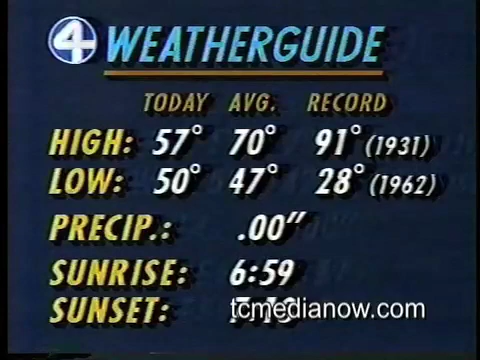 4 WEATHERGUIDE
TODAY AVG. RECORD
HIGH: 57° 70° 91° (1931)
LOW: 50° 47° 28° (1962)
PRECIP.: .00"
SUNRISE: 6:59
SUNSET:
tcmedianow.com